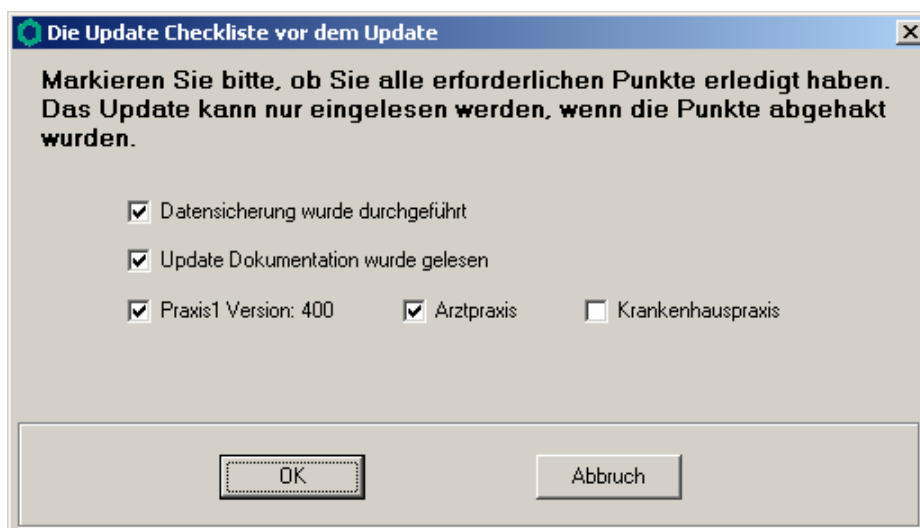 Die Update Checkliste vor dem Update
Markieren Sie bitte, ob Sie alle erforderlichen Punkte erledigt haben.
Das Update kann nur eingelesen werden, wenn die Punkte abgehakt
wurden.
Datensicherung wurde durchgeführt
Update Dokumentation wurde gelesen
Praxis1 Version: 400 Arztpraxis Krankenhauspraxis
OK Abbruch